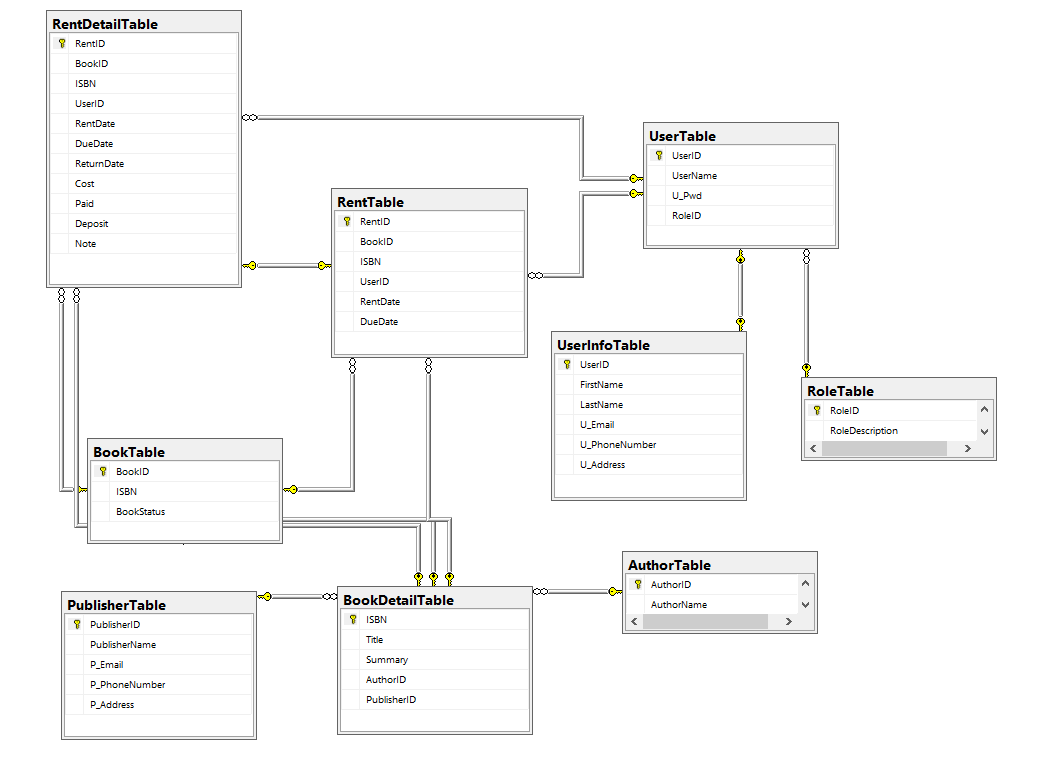 RentDetailTable
RentID
BookID
ISBN
UserID
RentDate
DueDate
ReturnDate
Cost
Paid
Deposit
Note
UserTable
UserID
UserName
U_Pwd
RoleID
RentTable
RentID
BookID
ISBN
UserID
RentDate
DueDate
UserInfoTable
UserID
FirstName
LastName
U_Email
U_PhoneNumber
U_Address
RoleTable
RoleID
RoleDescription
BookTable
BookID
ISBN
BookStatus
AuthorTable
AuthorID
AuthorName
PublisherTable
PublisherID
PublisherName
P_Email
P_PhoneNumber
P_Address
BookDetailTable
ISBN
Title
Summary
AuthorID
PublisherID